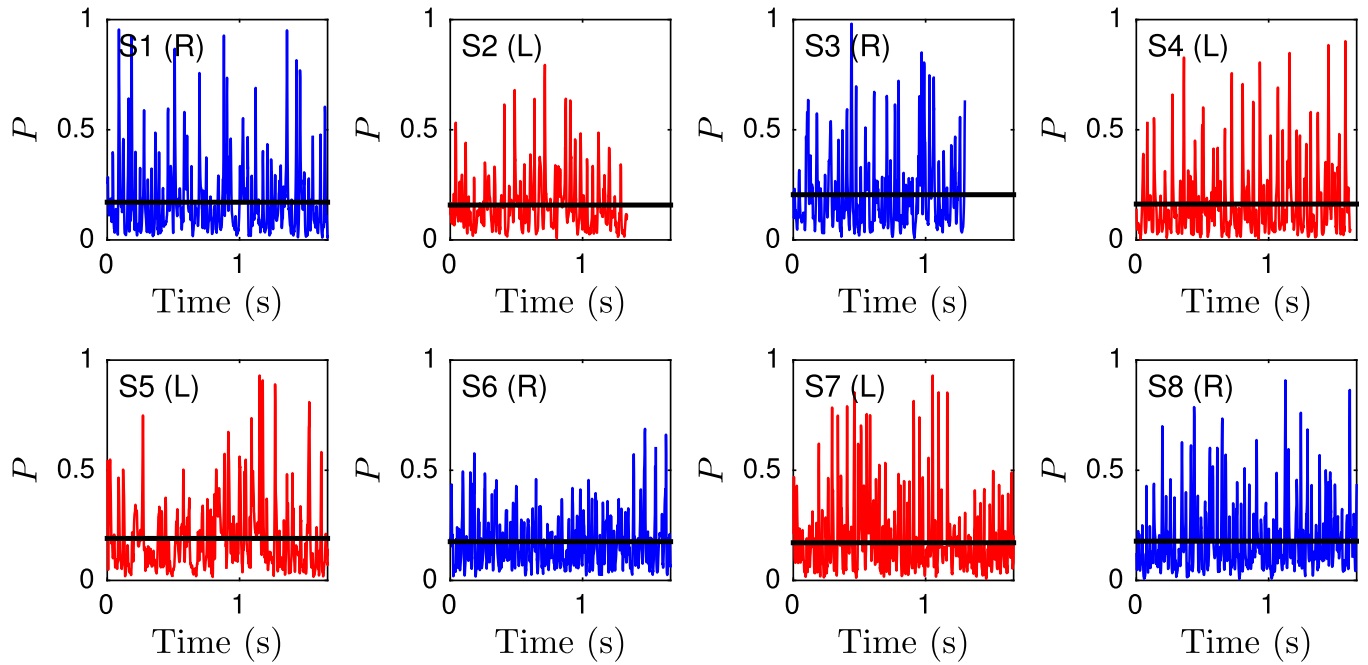 1 1 1 1
S1 (R) S2 (L) S3 (R) S4 (L)
P 0.5 P 0.5 P 0.5 P 0.5
0 0 0 0
0 1 0 1 0 1 0 1
Time (s) Time (s) Time (s) Time (s)
1 1 1 1
S5 (L) S6 (R) S7 (L) S8 (R)
P 0.5 P 0.5 P 0.5 P 0.5
0 0 0 0
0 1 0 1 0 1 0 1
Time (s) Time (s) Time (s) Time (s)